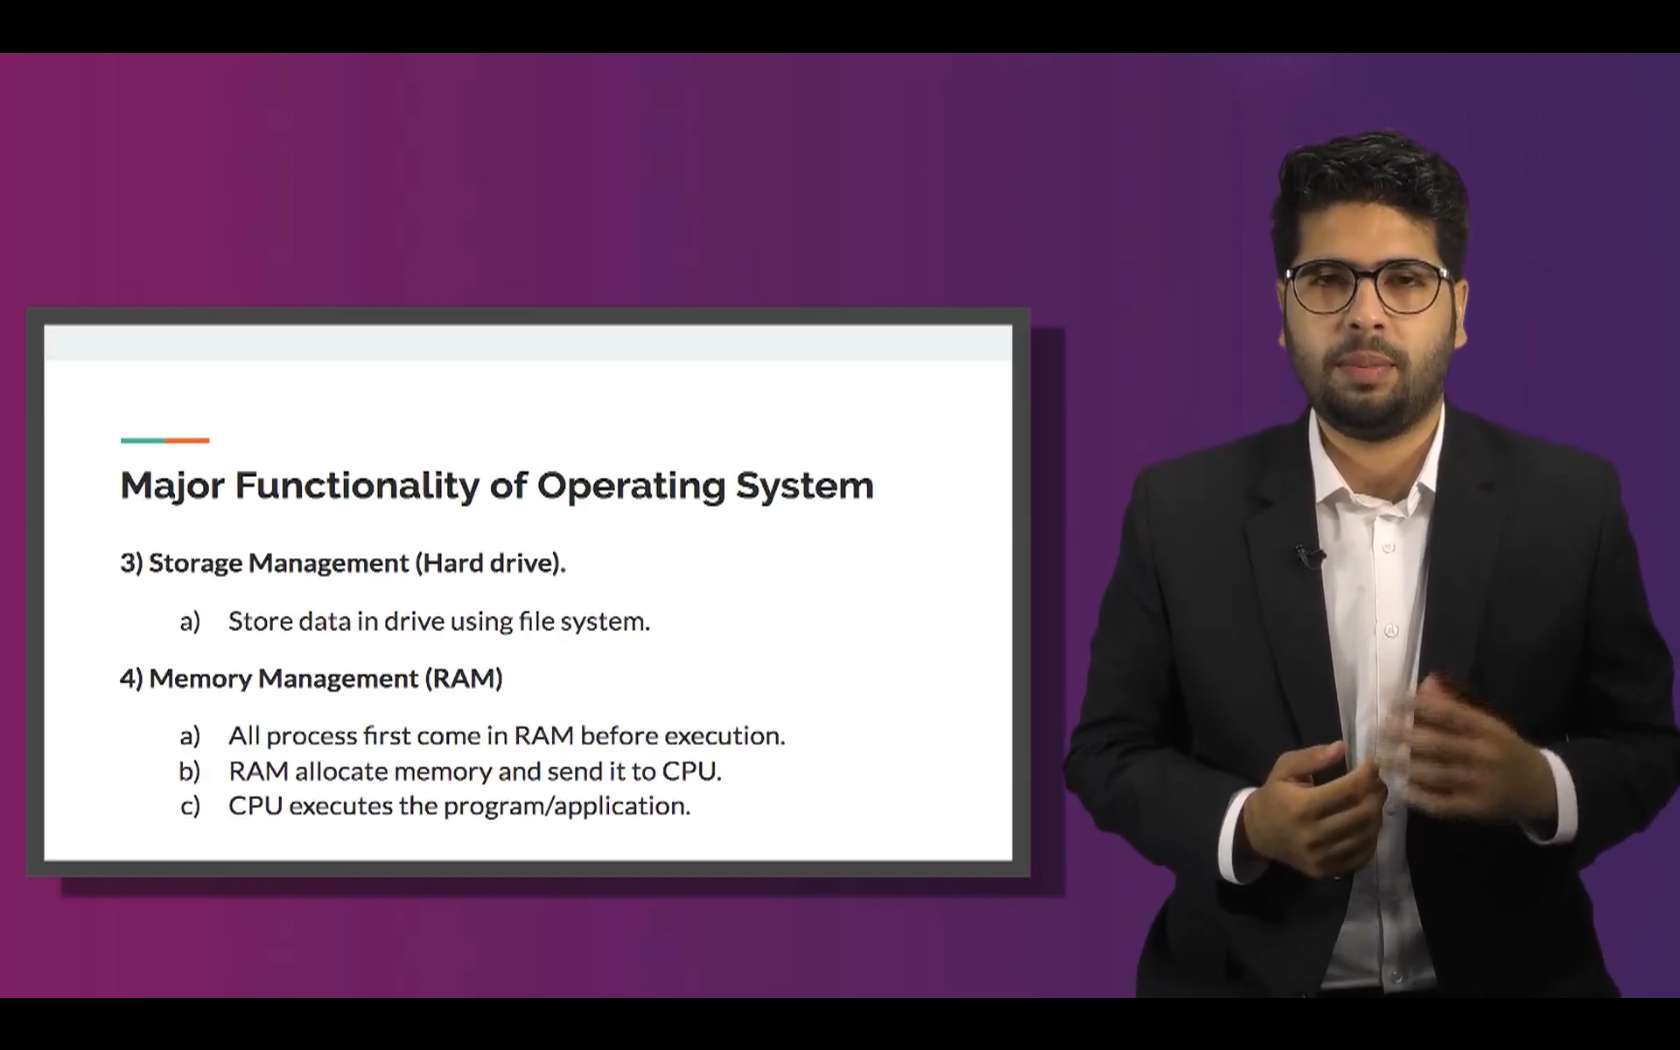 Major Functionality of Operating System
3) Storage Management (Hard drive).
a) Store data in drive using file system.
4) Memory Management (RAM)
a) All process first come in RAM before execution.
b) RAM allocate memory and send it to CPU.
c) CPU executes the program/application.